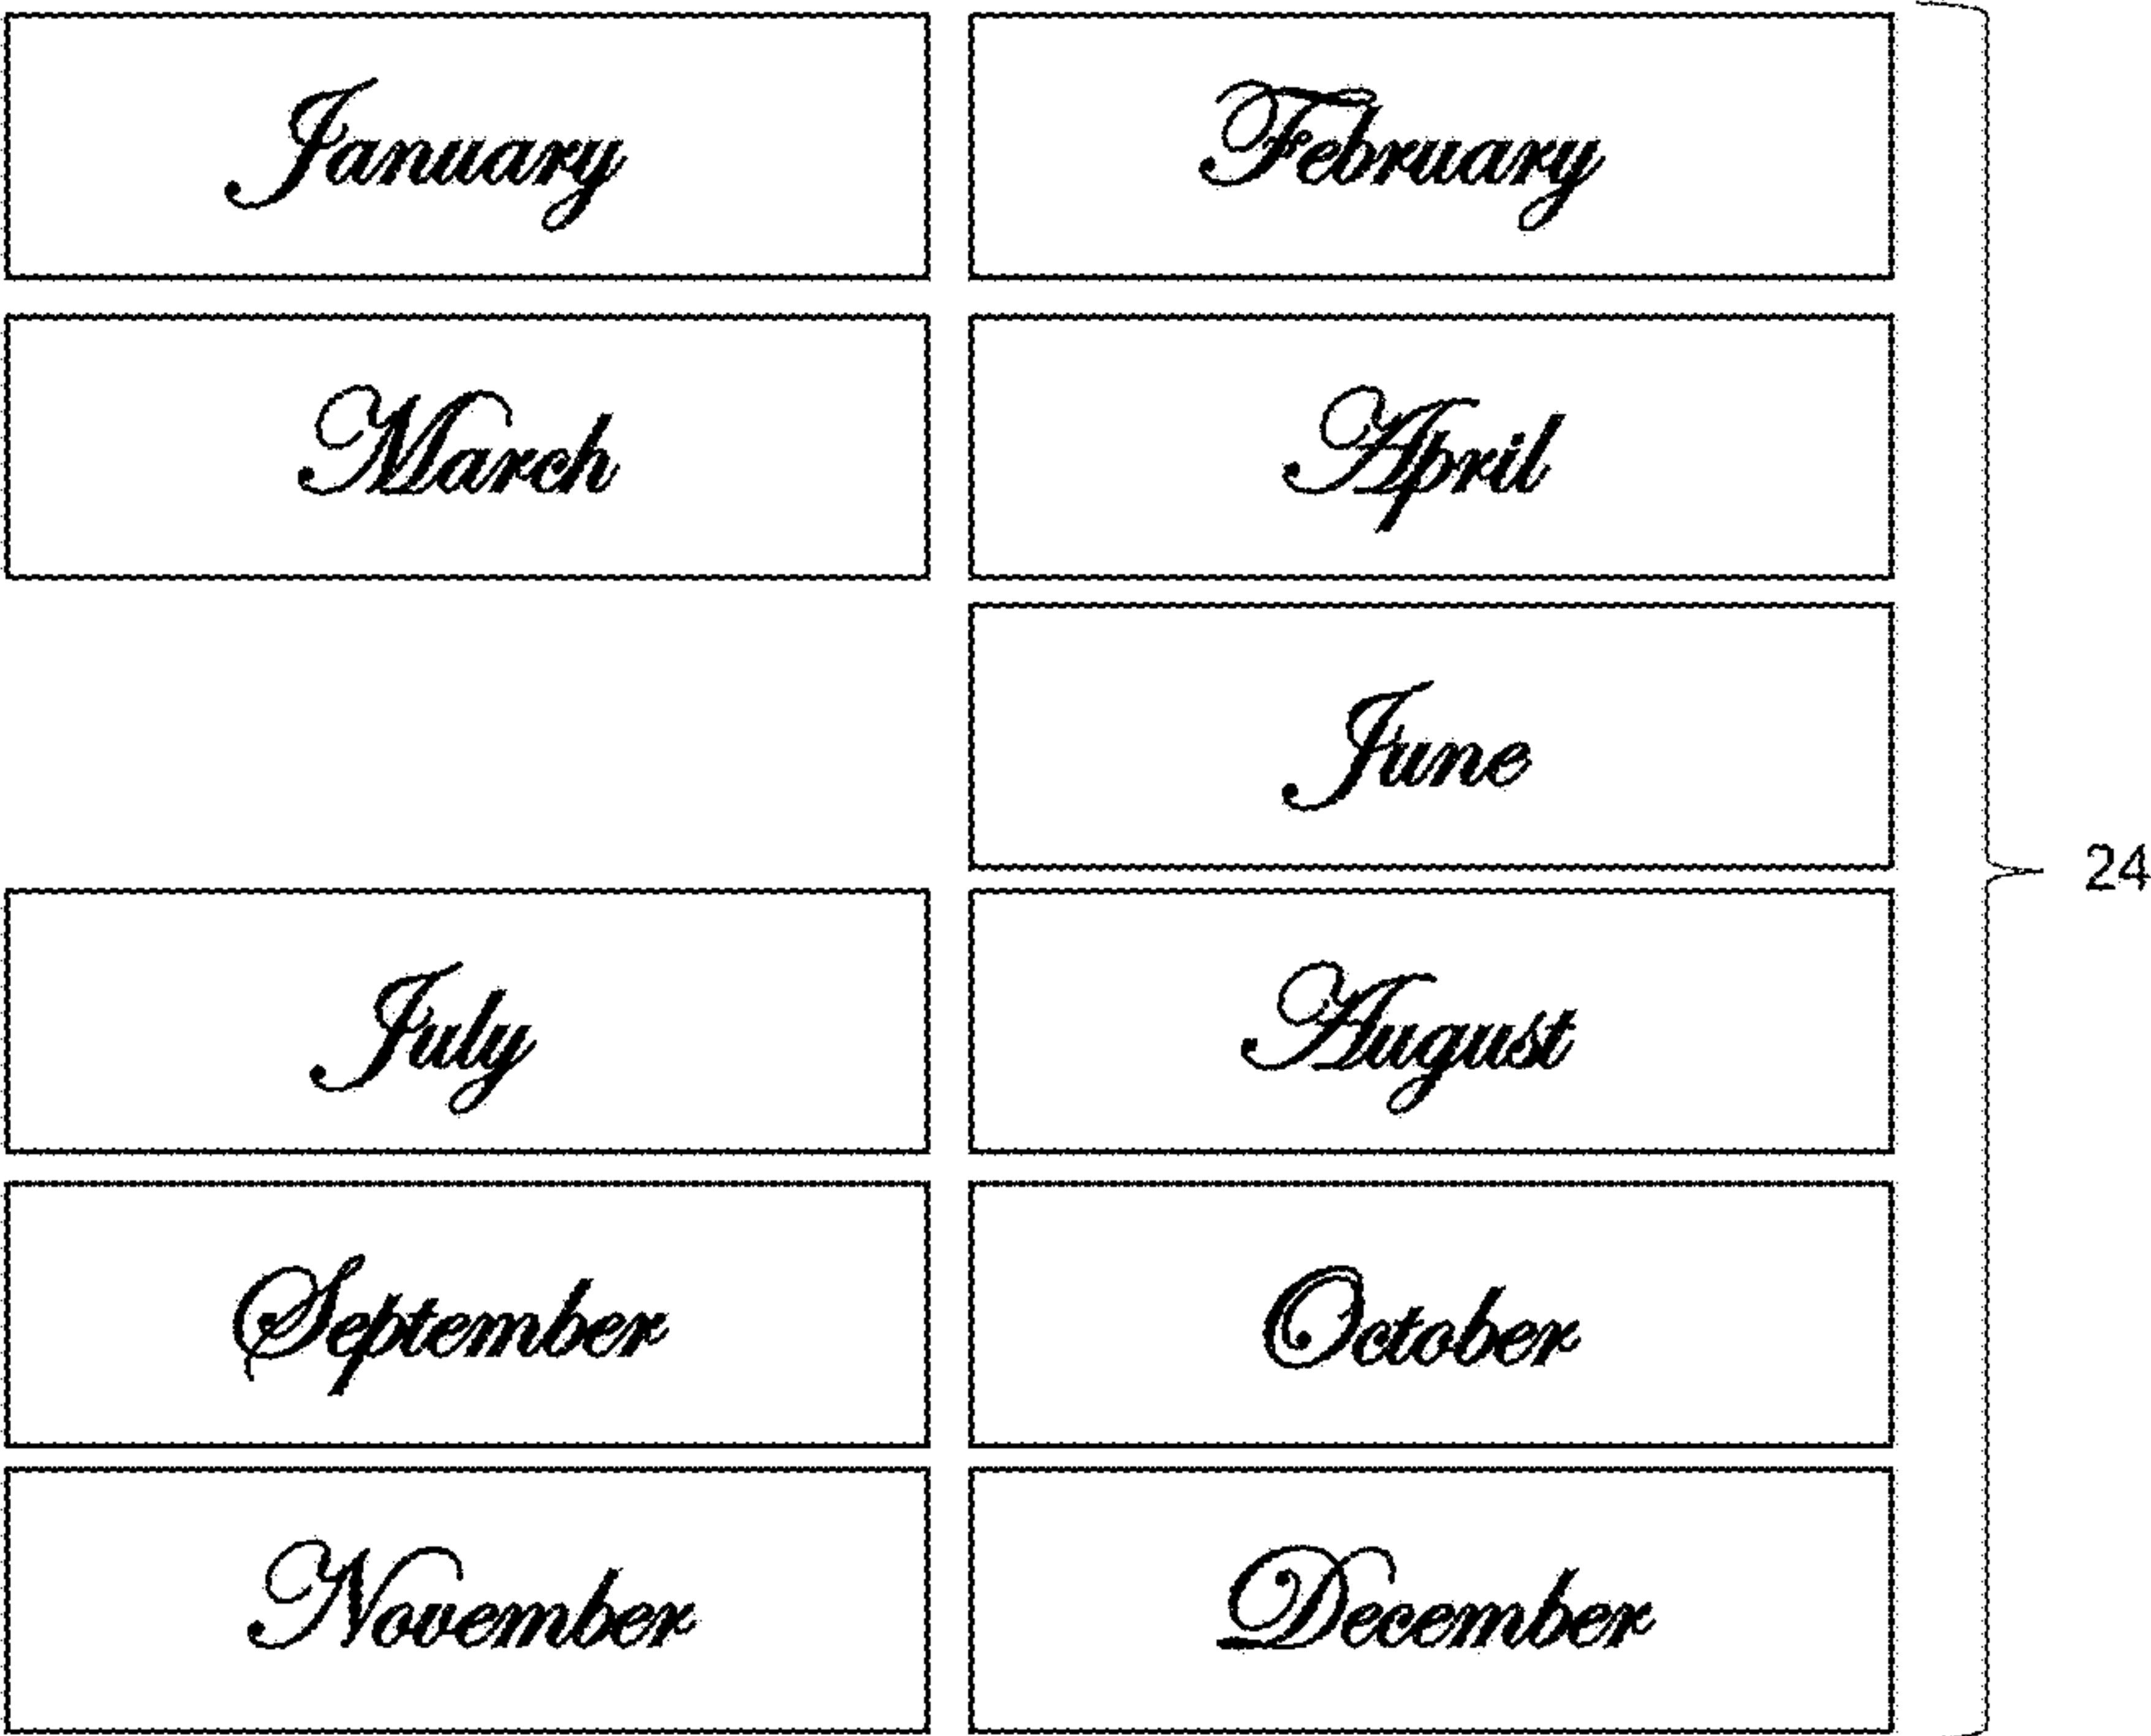 January February
March April
June
24
July August
September October
November December